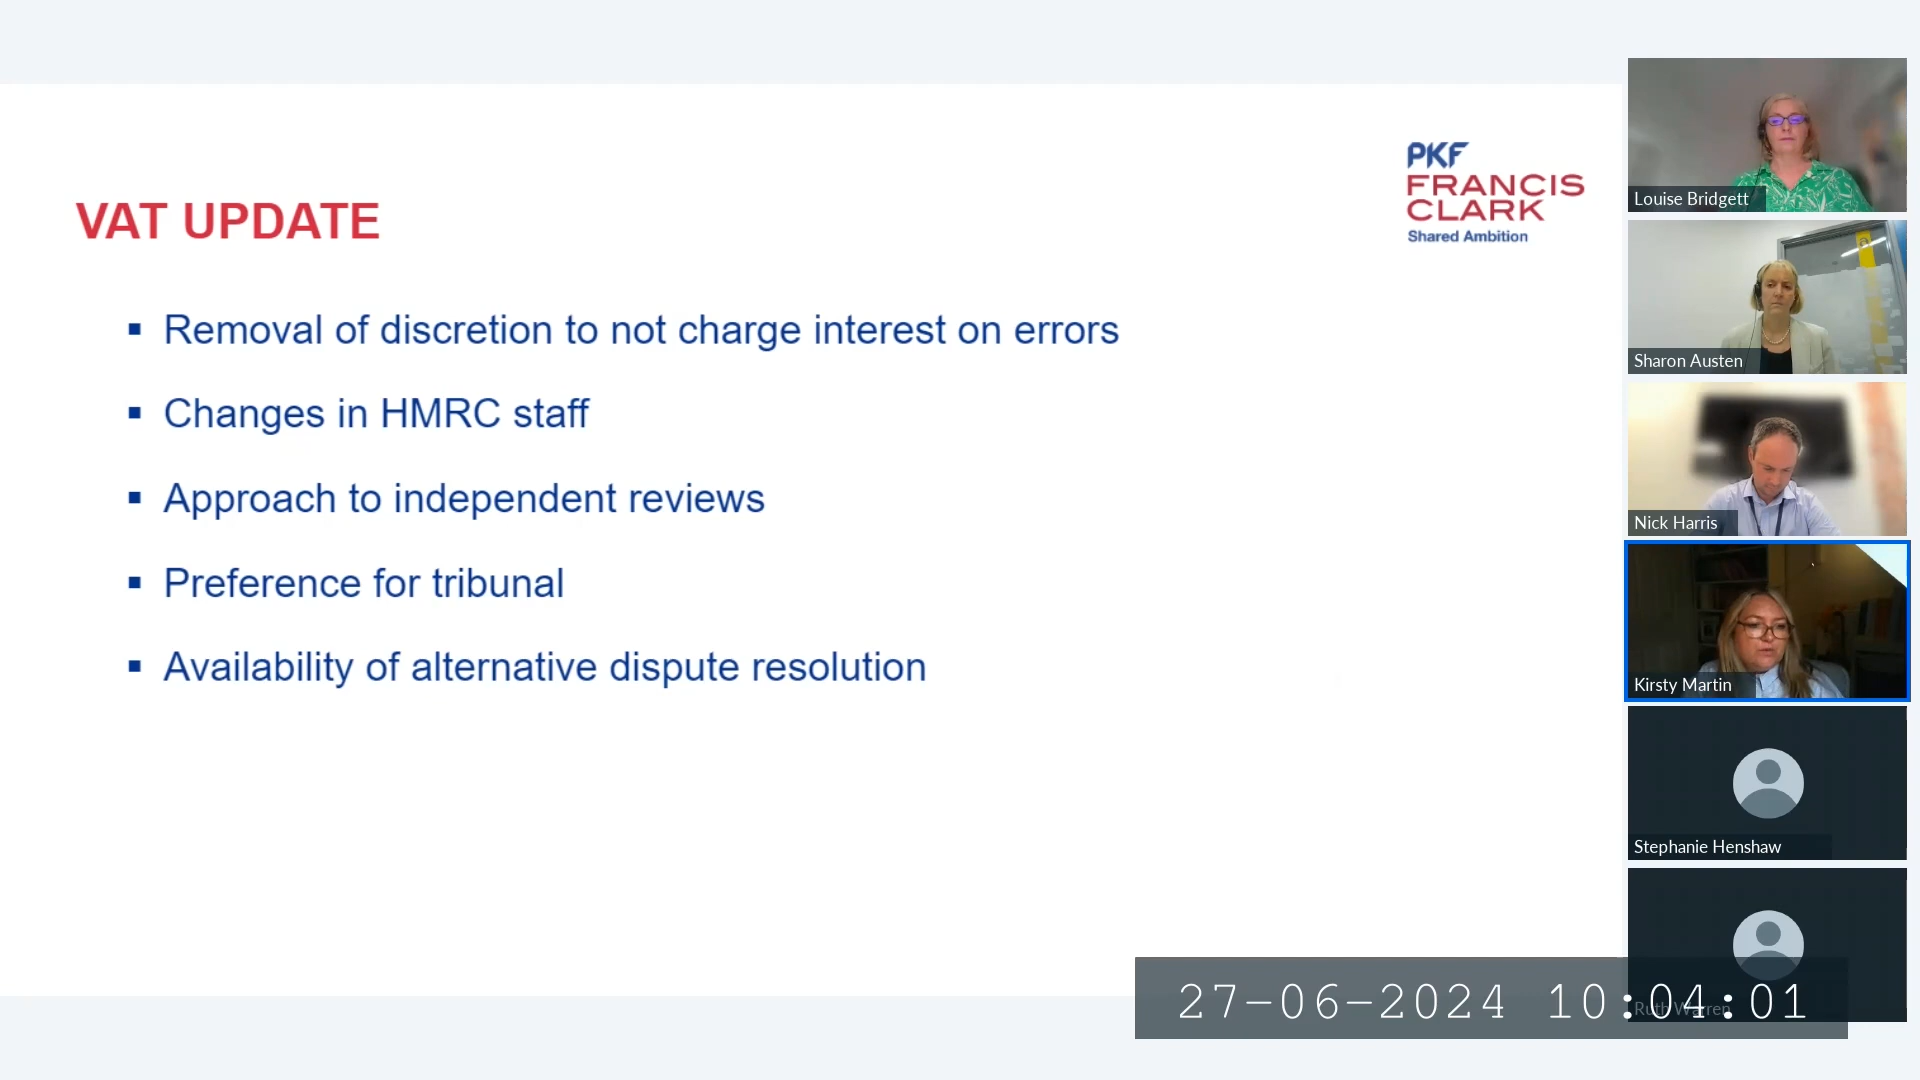 PKF
FRANCIS
CLARK
Shared Ambition
VAT UPDATE
Removal of discretion to not charge interest on errors
Changes in HMRC staff
Approach to independent reviews
Preference for tribunal
Availability of alternative dispute resolution
Louise Bridgett
Sharon Austen
Nick Harris
Kirsty Martin
Stephanie Henshaw
Ruth Warren
27-06-2024 10:04:01